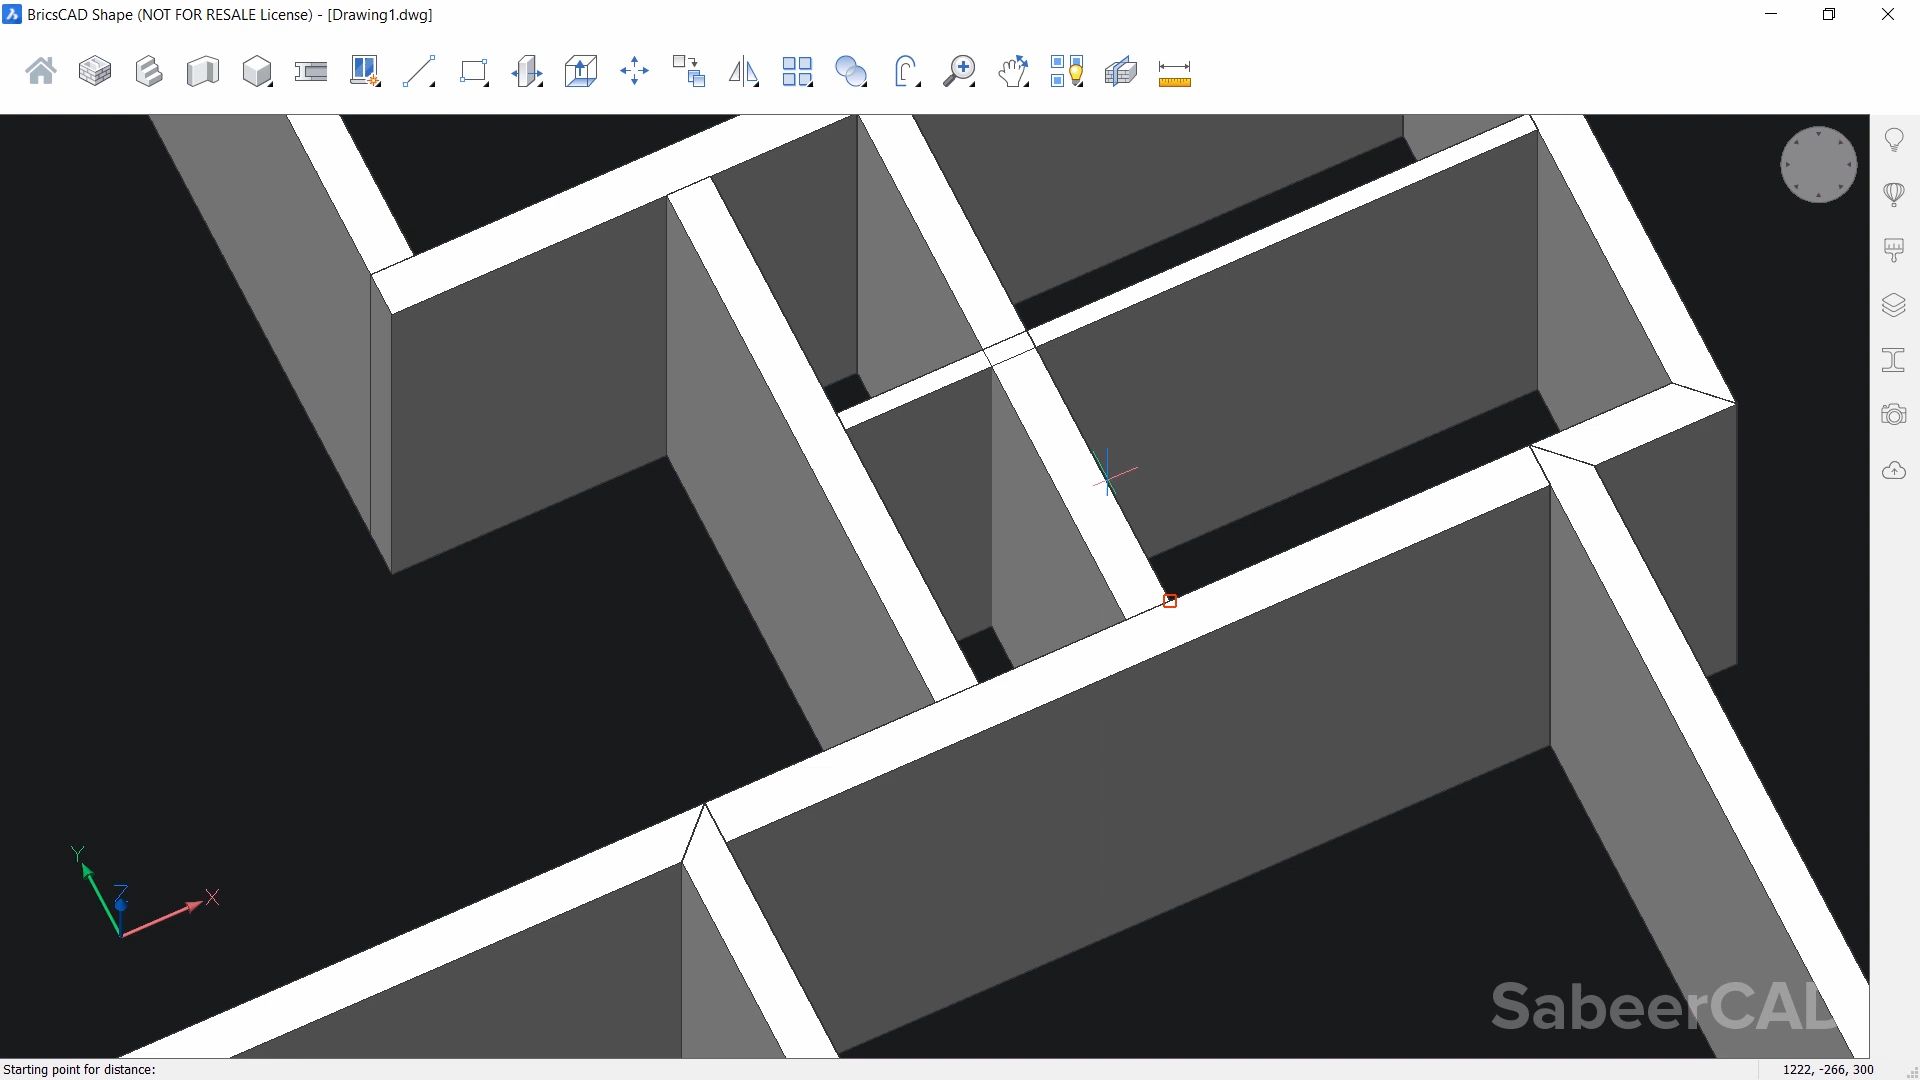 BricsCAD Shape (NOT FOR RESALE License) - [Drawing1.dwg]
Y
Z
X
SabeerCAD
Starting point for distance:
1222, -266, 300